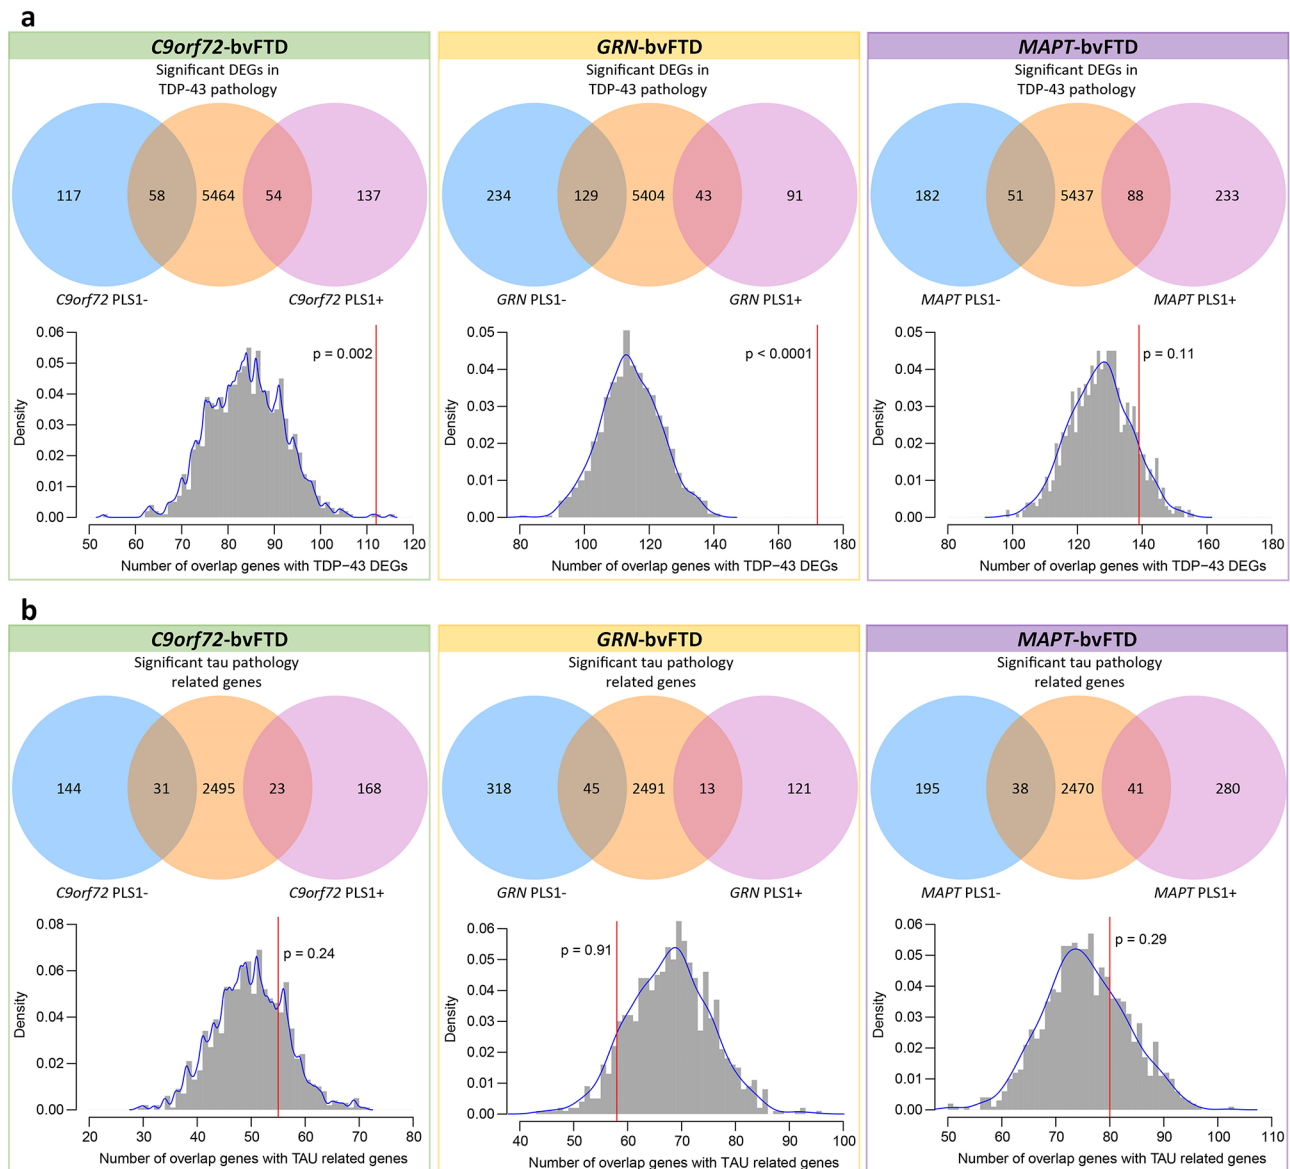 a
C9orf72-bvFTD
Significant DEGs in
TDP-43 pathology
117 58 5464 54 137
C9orf72 PLS1- C9orf72 PLS1+
0.06
0.05
0.04
0.03
0.02
0.01
0.00
Density
p = 0.002
50 60 70 80 90 100 110 120
Number of overlap genes with TDP−43 DEGs
GRN-bvFTD
Significant DEGs in
TDP-43 pathology
234 129 5404 43 91
GRN PLS1- GRN PLS1+
0.05
0.04
0.03
0.02
0.01
0.00
Density
p < 0.0001
80 100 120 140 160 180
Number of overlap genes with TDP−43 DEGs
MAPT-bvFTD
Significant DEGs in
TDP-43 pathology
182 51 5437 88 233
MAPT PLS1- MAPT PLS1+
0.05
0.04
0.03
0.02
0.01
0.00
Density
p = 0.11
80 100 120 140 160 180
Number of overlap genes with TDP−43 DEGs
b
C9orf72-bvFTD
Significant tau pathology
related genes
144 31 2495 23 168
C9orf72 PLS1- C9orf72 PLS1+
0.08
0.06
0.04
0.02
0.00
Density
p = 0.24
20 30 40 50 60 70 80
Number of overlap genes with TAU related genes
GRN-bvFTD
Significant tau pathology
related genes
318 45 2491 13 121
GRN PLS1- GRN PLS1+
0.06
0.05
0.04
0.03
0.02
0.01
0.00
Density
p = 0.91
40 50 60 70 80 90 100
Number of overlap genes with TAU related genes
MAPT-bvFTD
Significant tau pathology
related genes
195 38 2470 41 280
MAPT PLS1- MAPT PLS1+
0.06
0.05
0.04
0.03
0.02
0.01
0.00
Density
p = 0.29
50 60 70 80 90 100 110
Number of overlap genes with TAU related genes